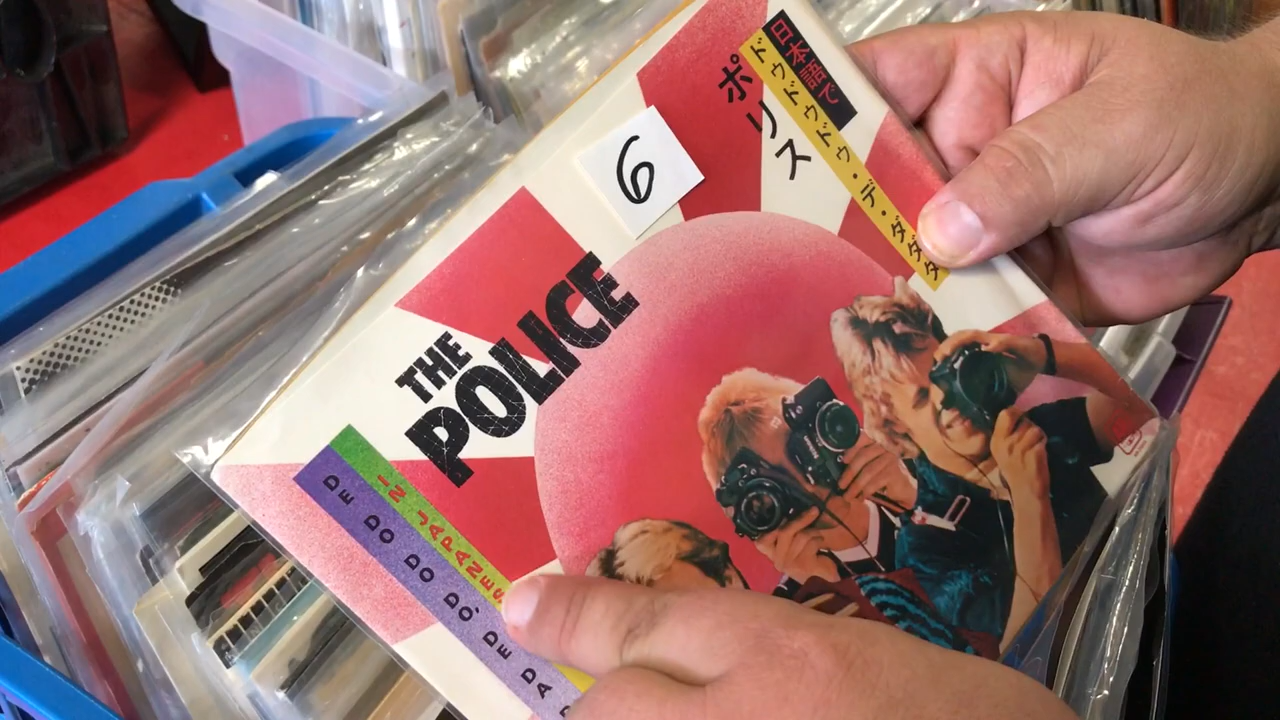 日本語で
ドゥドゥドゥ・デ・ダダダ
ポリス
6
THE
POLICE
IN JAPANES
DE DO DO DO, DE DA